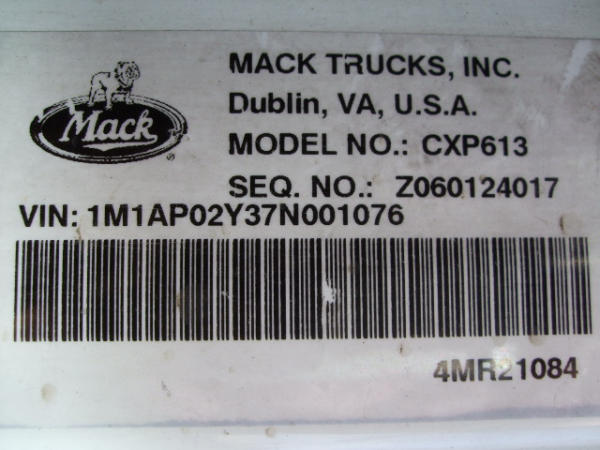 Mack
®
MACK TRUCKS, INC.
Dublin, VA, U.S.A.
MODEL NO.: CXP613
SEQ. NO.: Z060124017
VIN: 1M1AP02Y37N001076
4MR21084